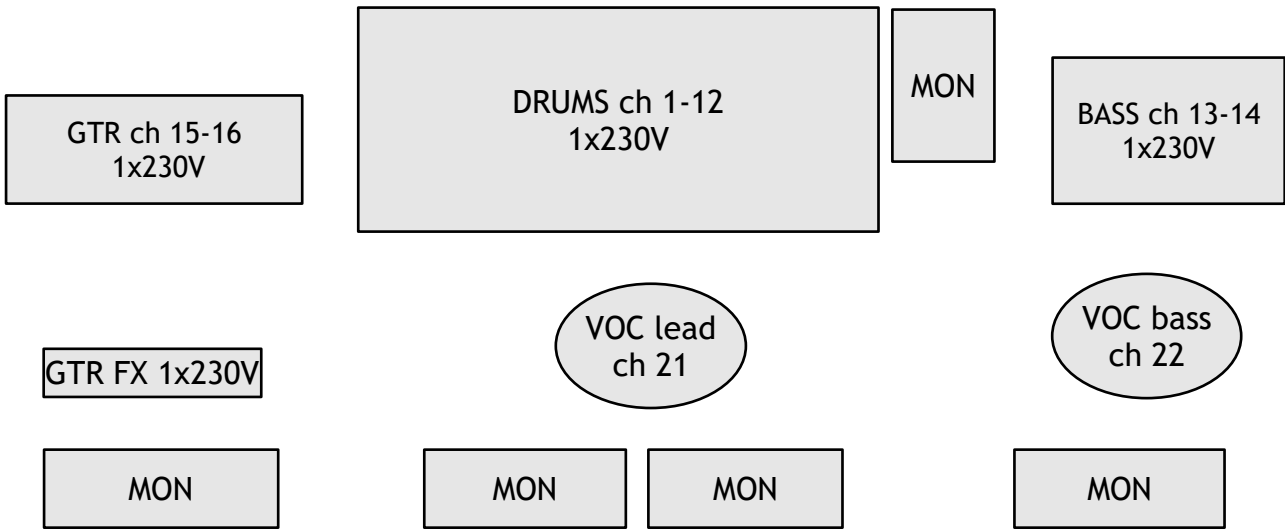 DRUMS ch 1-12
1x230V
MON
BASS ch 13-14
1x230V
GTR ch 15-16
1x230V
VOC lead
ch 21
VOC bass
ch 22
GTR FX 1x230V
MON
MON
MON
MON